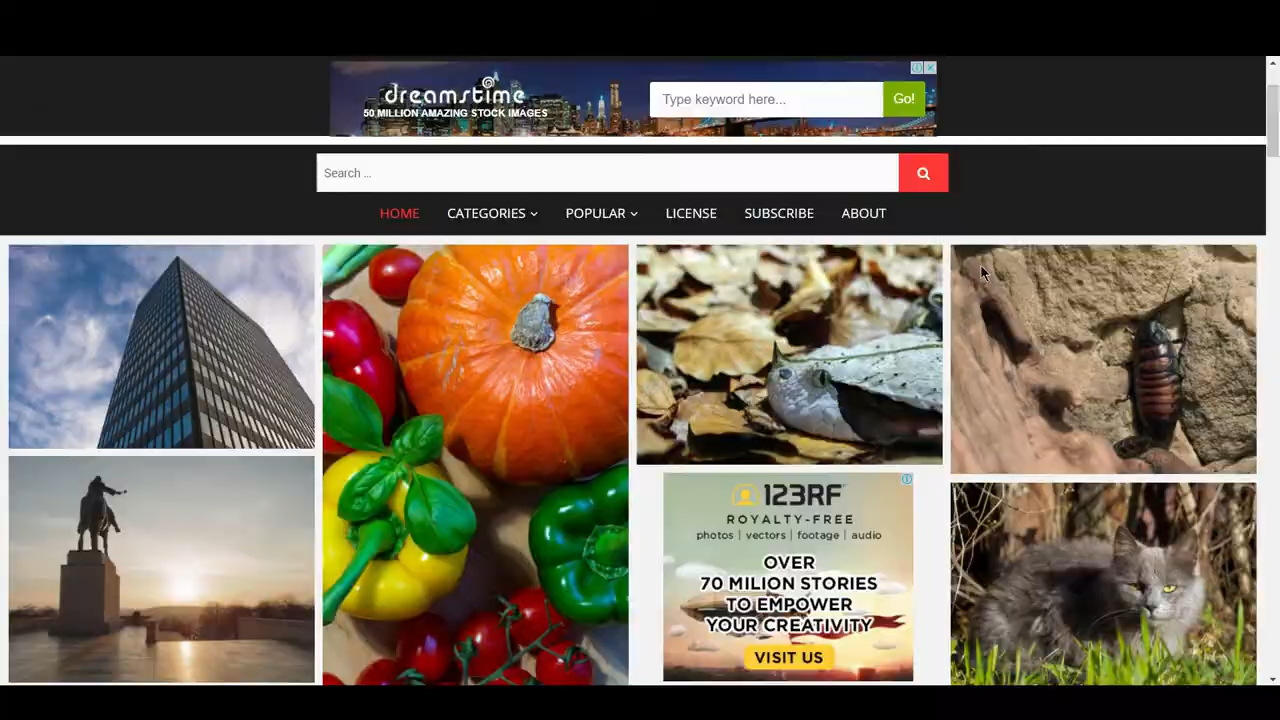 dreamstime
50 MILLION AMAZING STOCK IMAGES
Type keyword here...
Go!
Search ...
HOME CATEGORIES POPULAR LICENSE SUBSCRIBE ABOUT
123RF
ROYALTY-FREE
photos | vectors | footage | audio
OVER
70 MILION STORIES
TO EMPOWER
YOUR CREATIVITY
VISIT US